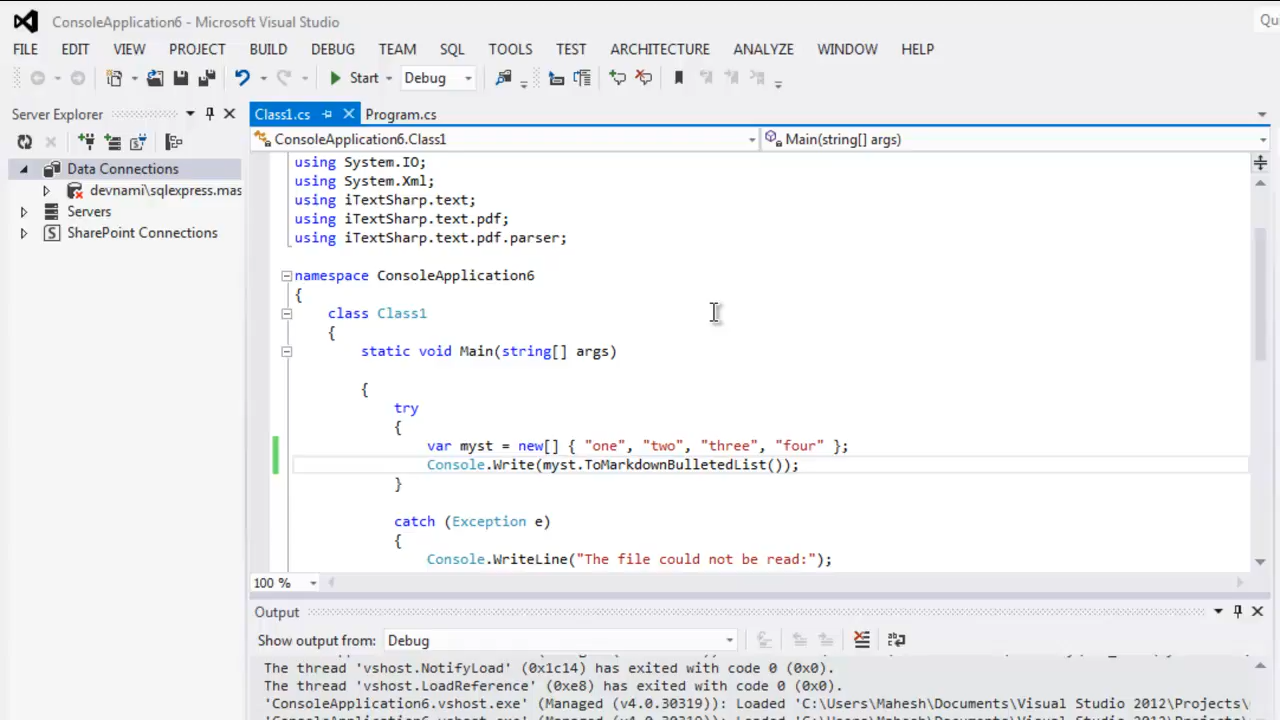 ConsoleApplication6 - Microsoft Visual Studio
Qu
FILE EDIT VIEW PROJECT BUILD DEBUG TEAM SQL TOOLS TEST ARCHITECTURE ANALYZE WINDOW HELP
Start Debug
Server Explorer
Data Connections
devnami\sqlexpress.mas
Servers
SharePoint Connections
Class1.cs Program.cs
ConsoleApplication6.Class1 Main(string[] args)
using System.IO;
using System.Xml;
using iTextSharp.text;
using iTextSharp.text.pdf;
using iTextSharp.text.pdf.parser;
namespace ConsoleApplication6
{
class Class1
{
static void Main(string[] args)
{
try
{
var myst = new[] { "one", "two", "three", "four" };
Console.Write(myst.ToMarkdownBulletedList());
}
catch (Exception e)
{
Console.WriteLine("The file could not be read:");
100 %
Output
Show output from: Debug
The thread 'vshost.NotifyLoad' (0x1c14) has exited with code 0 (0x0).
The thread 'vshost.LoadReference' (0xe8) has exited with code 0 (0x0).
'ConsoleApplication6.vshost.exe' (Managed (v4.0.30319)): Loaded 'C:\Users\Mahesh\Documents\Visual Studio 2012\Projects\